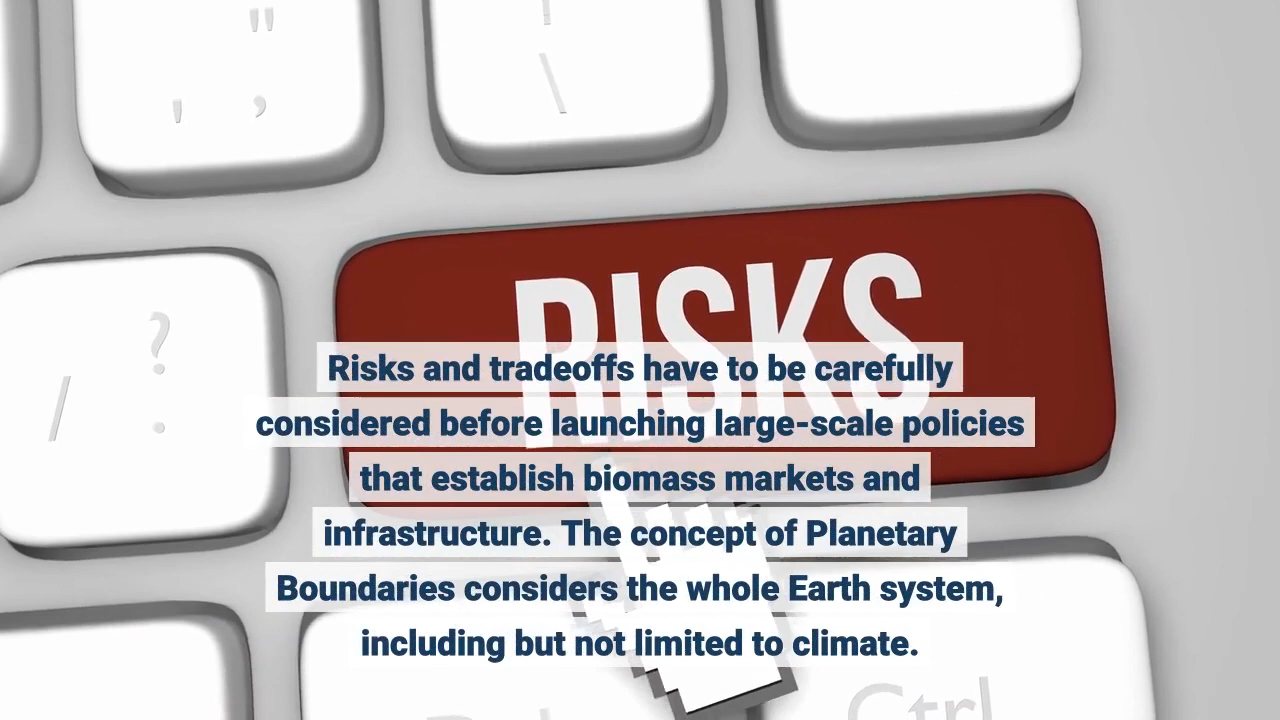 "
' ,
!
\
RISKS
?
/ .
Risks and tradeoffs have to be carefully
considered before launching large-scale policies
that establish biomass markets and
infrastructure. The concept of Planetary
Boundaries considers the whole Earth system,
including but not limited to climate.
Ctrl